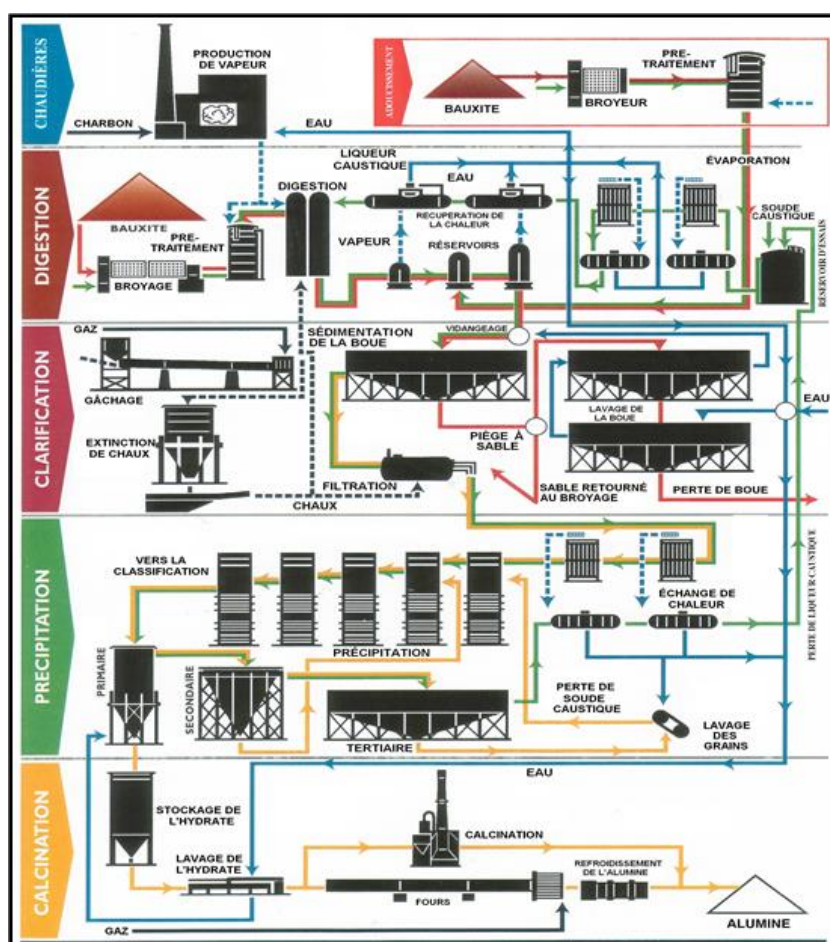 CHAUDIÈRES
PRODUCTION
DE VAPEUR
CHARBON
EAU
ADOUCISSEMENT
BAUXITE
BROYEUR
PRE-
TRAITEMENT
DIGESTION
BAUXITE
BROYAGE
PRE-
TRAITEMENT
DIGESTION
LIQUEUR
CAUSTIQUE
EAU
RÉCUPERATION
DE LA CHALEUR
VAPEUR
RÉSERVOIRS
ÉVAPORATION
SOUDE
CAUSTIQUE
RÉSERVOIR D'ESSAIS
CLARIFICATION
GAZ
GÂCHAGE
EXTINCTION
DE CHAUX
CHAUX
SÉDIMENTATION
DE LA BOUE
VIDANGEAGE
FILTRATION
PIÈGE À
SABLE
LAVAGE DE
LA BOUE
EAU
SABLE RETOURNÉ
AU BROYAGE
PERTE DE BOUE
PRECIPITATION
VERS LA
CLASSIFICATION
PRÉCIPITATION
ÉCHANGE DE
CHALEUR
PERTE DE LIQUEUR CAUSTIQUE
PRIMAIRE
SECONDAIRE
TERTIAIRE
PERTE DE
SOUDE
CAUSTIQUE
LAVAGE
DES
GRAINS
CALCINATION
EAU
STOCKAGE DE
L'HYDRATE
LAVAGE DE
L'HYDRATE
CALCINATION
FOURS
REFROIDISSEMENT
DE L'ALUMINE
GAZ
ALUMINE